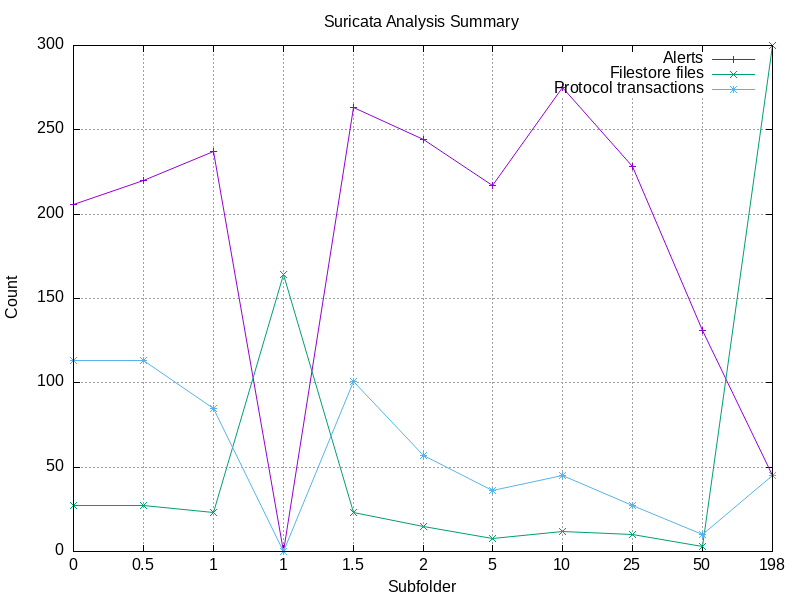 Suricata Analysis Summary
300
250
200
150
100
50
0
Count
Alerts
Filestore files
Protocol transactions
0 0.5 1 1 1.5 2 5 10 25 50 198
Subfolder